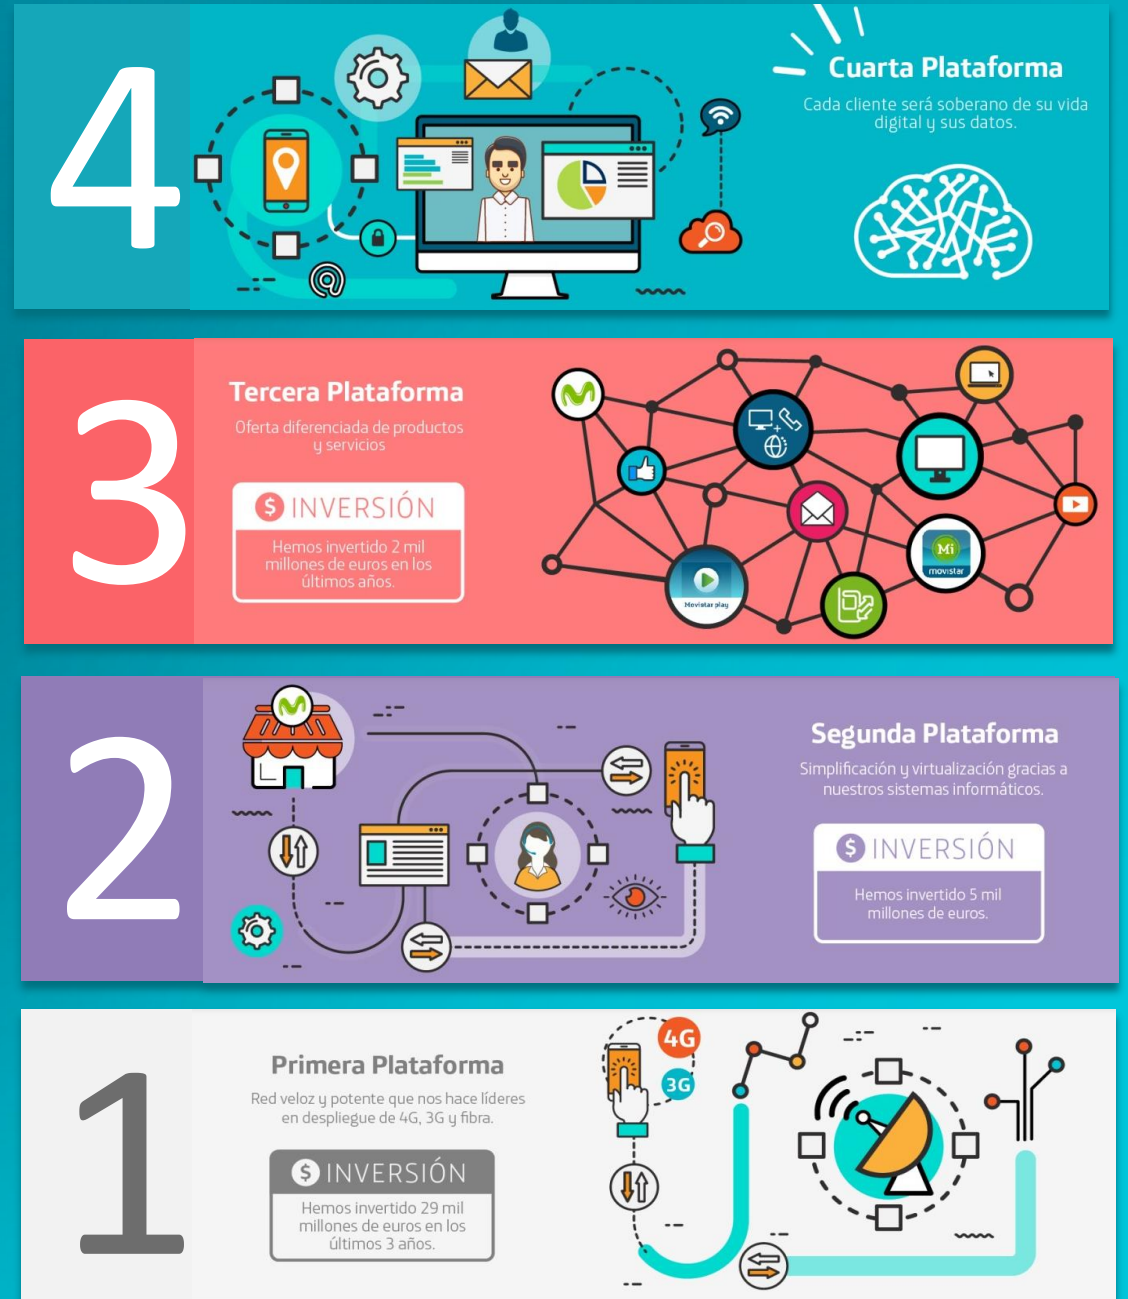 4
Cuarta Plataforma
Cada cliente será soberano de su vida
digital y sus datos.
3
Tercera Plataforma
Oferta diferenciada de productos
y servicios
$ INVERSIÓN
Hemos invertido 2 mil
millones de euros en los
últimos años.
Mi
movistar
Movistar play
2
Segunda Plataforma
Simplificación y virtualización gracias a
nuestros sistemas informáticos.
$ INVERSIÓN
Hemos invertido 5 mil
millones de euros.
1
Primera Plataforma
Red veloz y potente que nos hace líderes
en despliegue de 4G, 3G y fibra.
$ INVERSIÓN
Hemos invertido 29 mil
millones de euros en los
últimos 3 años.
4G
3G